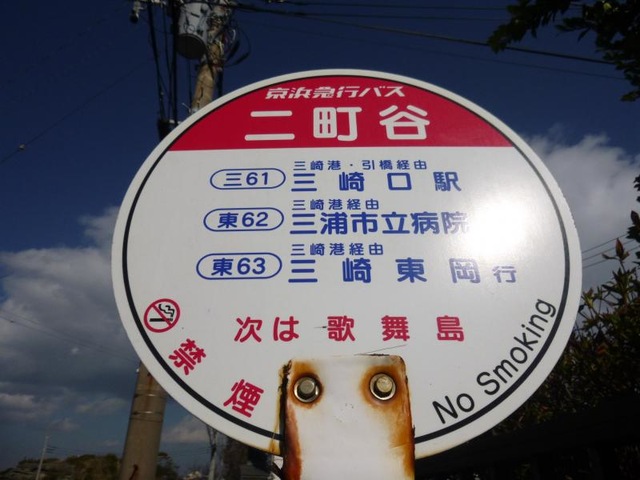 京浜急行バス
二町谷
三崎港・引橋経由
三61 三崎口駅
三崎港経由
東62 三浦市立病院
三崎港経由
東63 三崎東岡行
次は歌舞島
禁煙
No Smoking